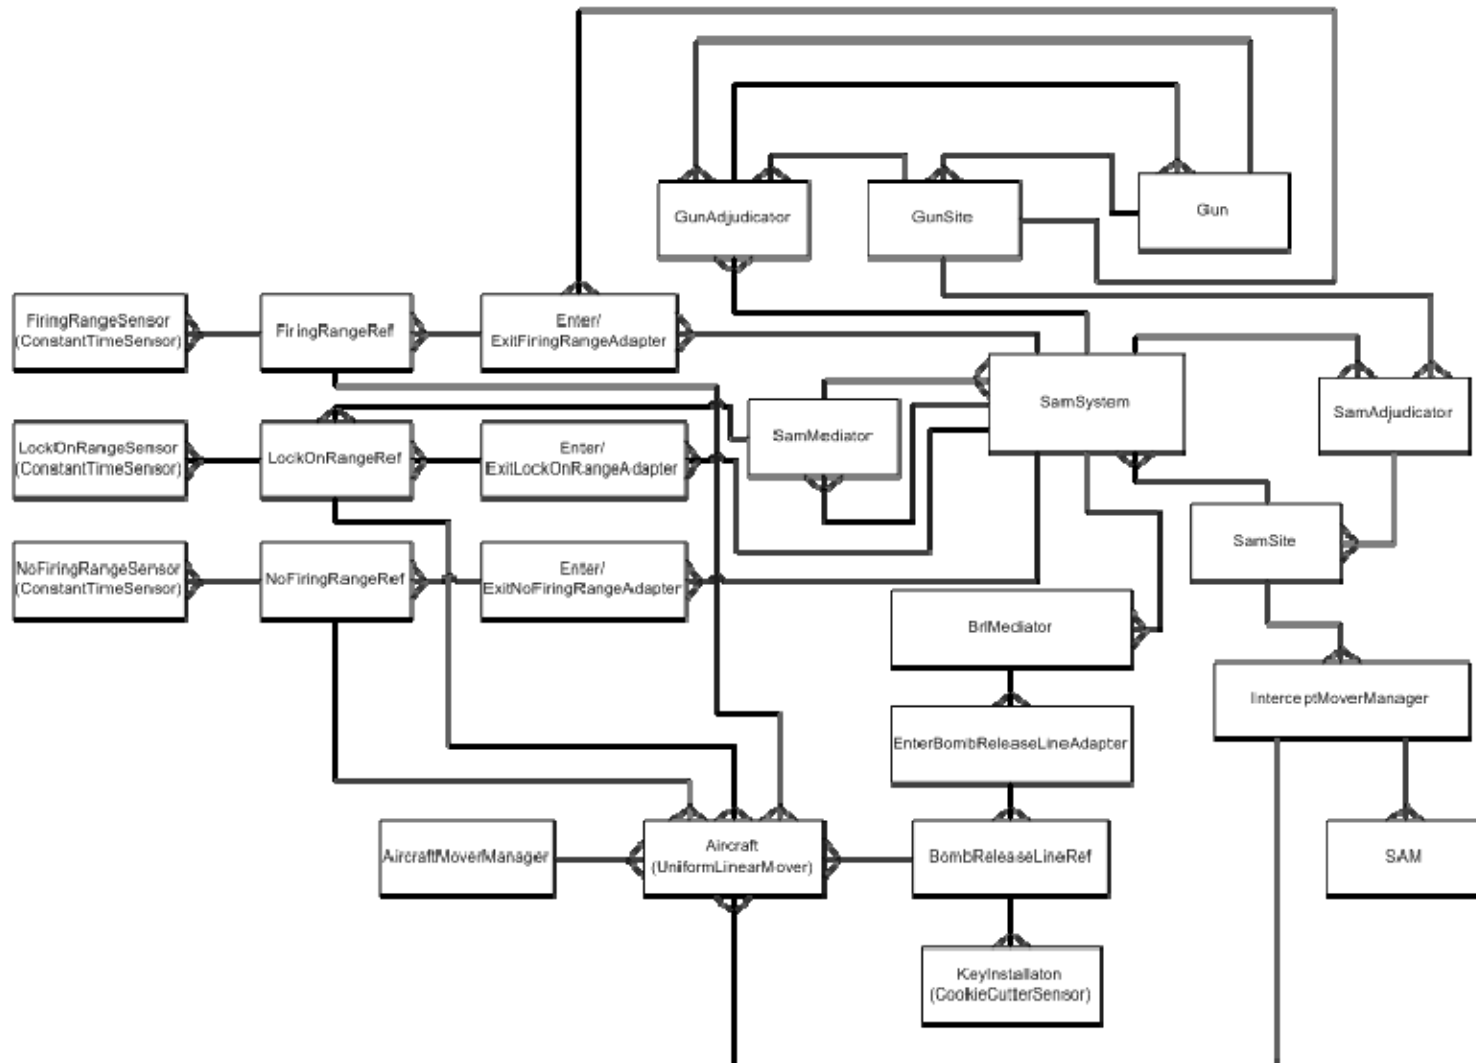 GunAdjudicator
GunSite
Gun
FiringRangeSensor
(ConstantTimeSensor)
FiringRangeRef
Enter/
ExitFiringRangeAdapter
SamSystem
SamAdjudicator
SamMediator
LockOnRangeSensor
(ConstantTimeSensor)
LockOnRangeRef
Enter/
ExitLockOnRangeAdapter
SamSite
NoFiringRangeSensor
(ConstantTimeSensor)
NoFiringRangeRef
Enter/
ExitNoFiringRangeAdapter
BrlMediator
InterceptMoverManager
EnterBombReleaseLineAdapter
AircraftMoverManager
Aircraft
(UniformLinearMover)
BombReleaseLineRef
SAM
KeyInstallaton
(CookieCutterSensor)